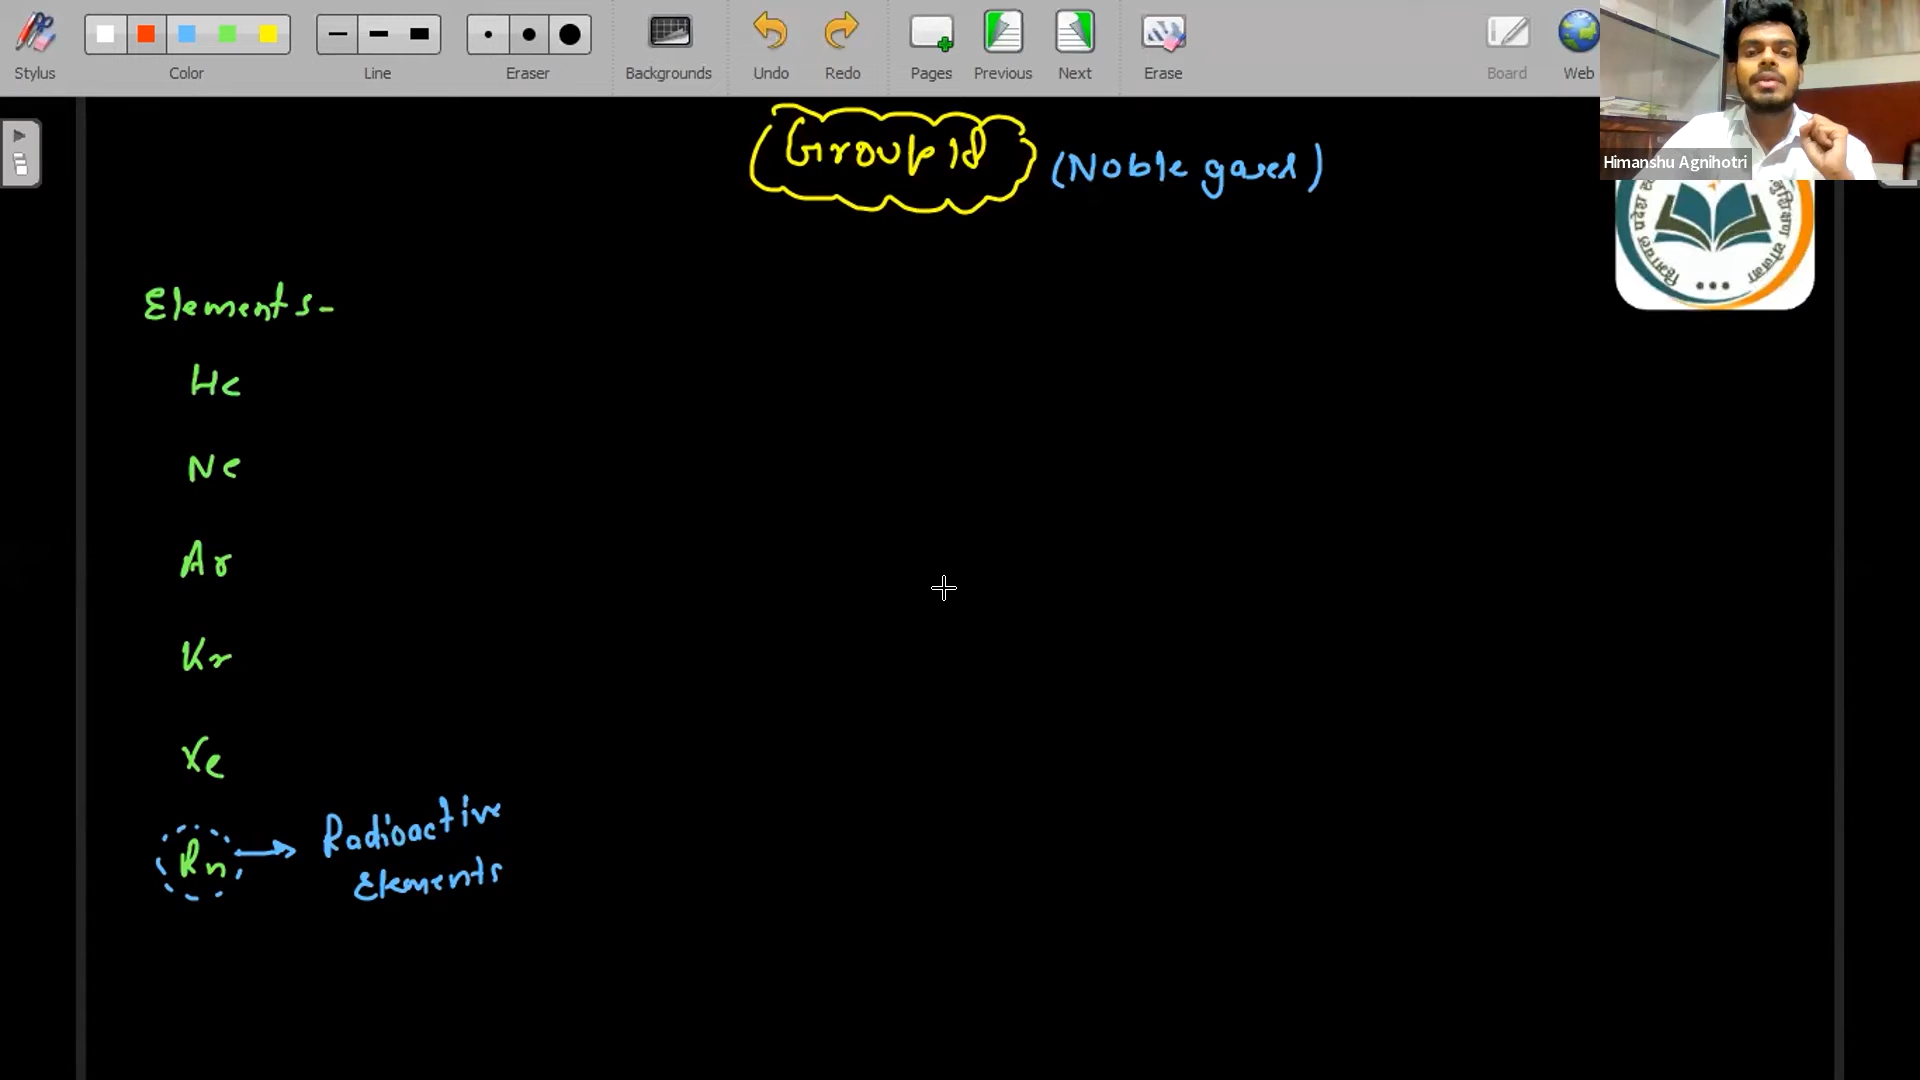 Stylus
Color
Line
Eraser
Backgrounds
Undo
Redo
Pages
Previous
Next
Erase
Board
Web
Himanshu Agnihotri
Group 18 (Noble gases)
Elements-
He
Ne
Ar
Kr
Xe
Rn → Radioactive
Elements